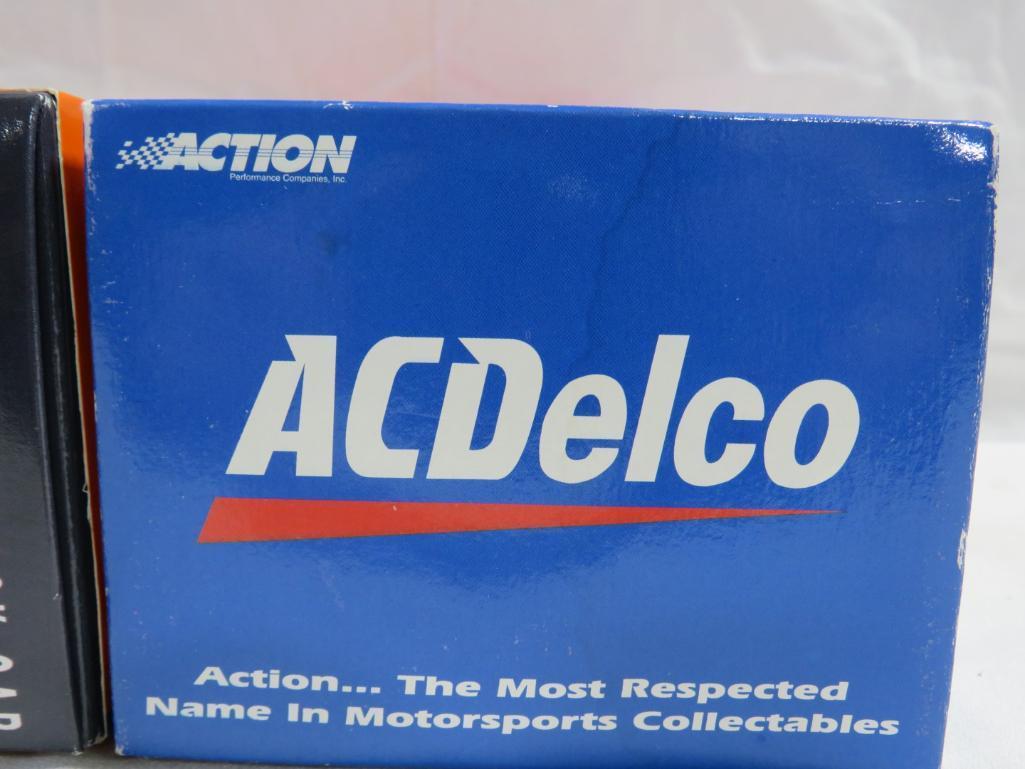 ACTION
Performance Companies, Inc.
ACDelco
Action... The Most Respected
Name In Motorsports Collectables